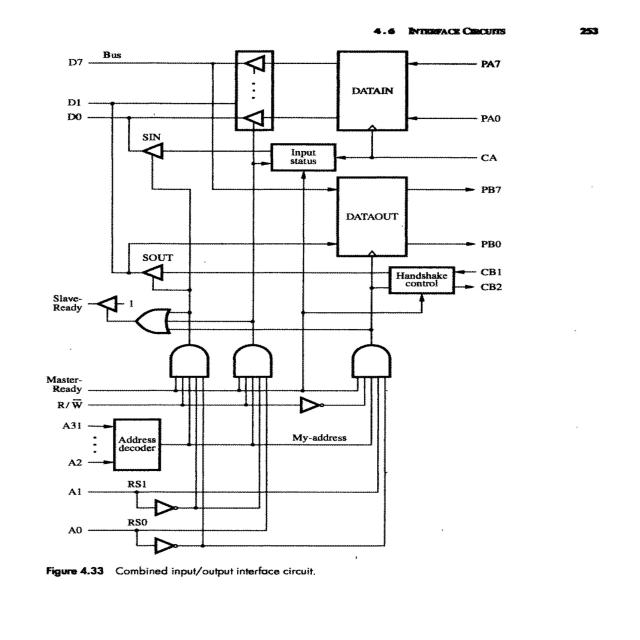 4.6 INTERFACE CIRCUITS 253
Bus
D7
PA7
DATAIN
D1
D0
PA0
SIN
Input
status
CA
PB7
DATAOUT
PB0
SOUT
CB1
Handshake
control
CB2
Slave-
Ready
1
Master-
Ready
R/W̅
A31
Address
decoder
My-address
A2
RS1
A1
RS0
A0
Figure 4.33 Combined input/output interface circuit.